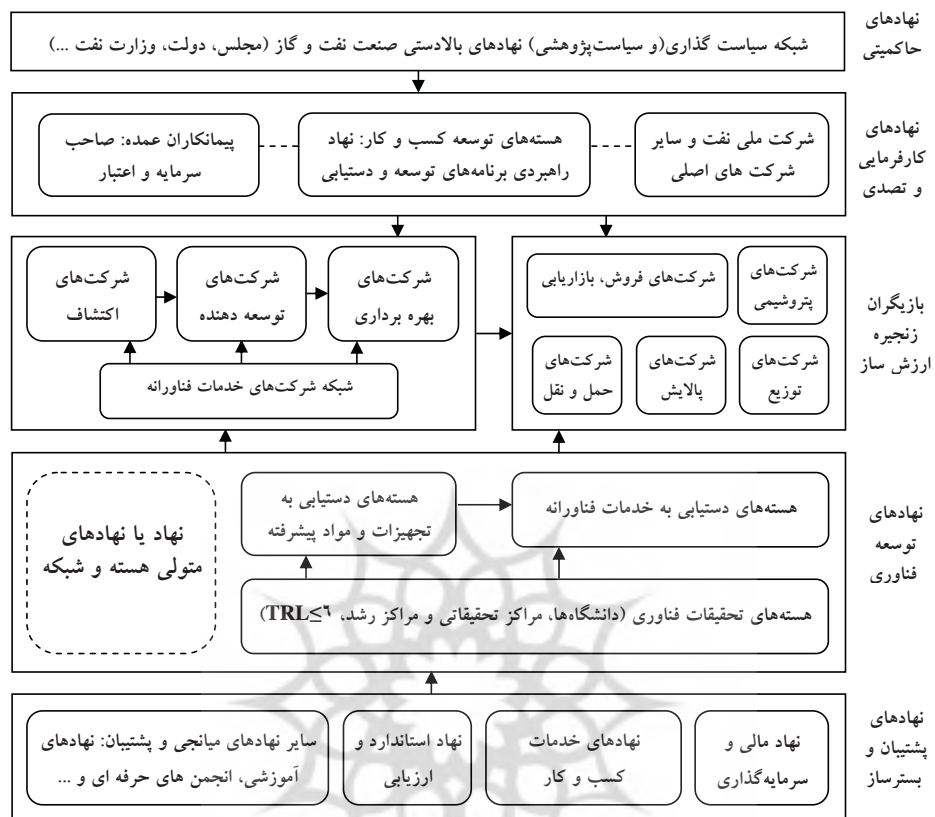 نهادهای
حاکمیتی
شبکه سیاست گذاری(و سیاست‌پژوهشی) نهادهای بالادستی صنعت نفت و گاز (مجلس، دولت، وزارت نفت ...)
نهادهای
کارفرمایی
و تصدی
شرکت ملی نفت و سایر
شرکت های اصلی
هسته‌های توسعه کسب و کار: نهاد
راهبردی برنامه‌های توسعه و دستیابی
پیمانکاران عمده: صاحب
سرمایه و اعتبار
بازیگران
زنجیره
ارزش ساز
شرکت‌های
پتروشیمی
شرکت‌های فروش، بازاریابی
شرکت‌های
توزیع
شرکت‌های
پالایش
شرکت‌های
حمل و نقل
شرکت‌های
بهره برداری
شرکت‌های
توسعه دهنده
شرکت‌های
اکتشاف
شبکه شرکت‌های خدمات فناورانه
نهادهای
توسعه
فناوری
هسته‌های دستیابی به خدمات فناورانه
هسته‌های دستیابی به
تجهیزات و مواد پیشرفته
هسته‌های تحقیقات فناوری (دانشگاه‌ها، مراکز تحقیقاتی و مراکز رشد، TRL≤٦)
نهاد یا نهادهای
متولی هسته و شبکه
نهادهای
پشتیبان و
بسترساز
نهاد مالی و
سرمایه‌گذاری
نهادهای خدمات
کسب و کار
نهاد استاندارد و
ارزیابی
سایر نهادهای میانجی و پشتیبان: نهادهای
آموزشی، انجمن های حرفه ای و ...